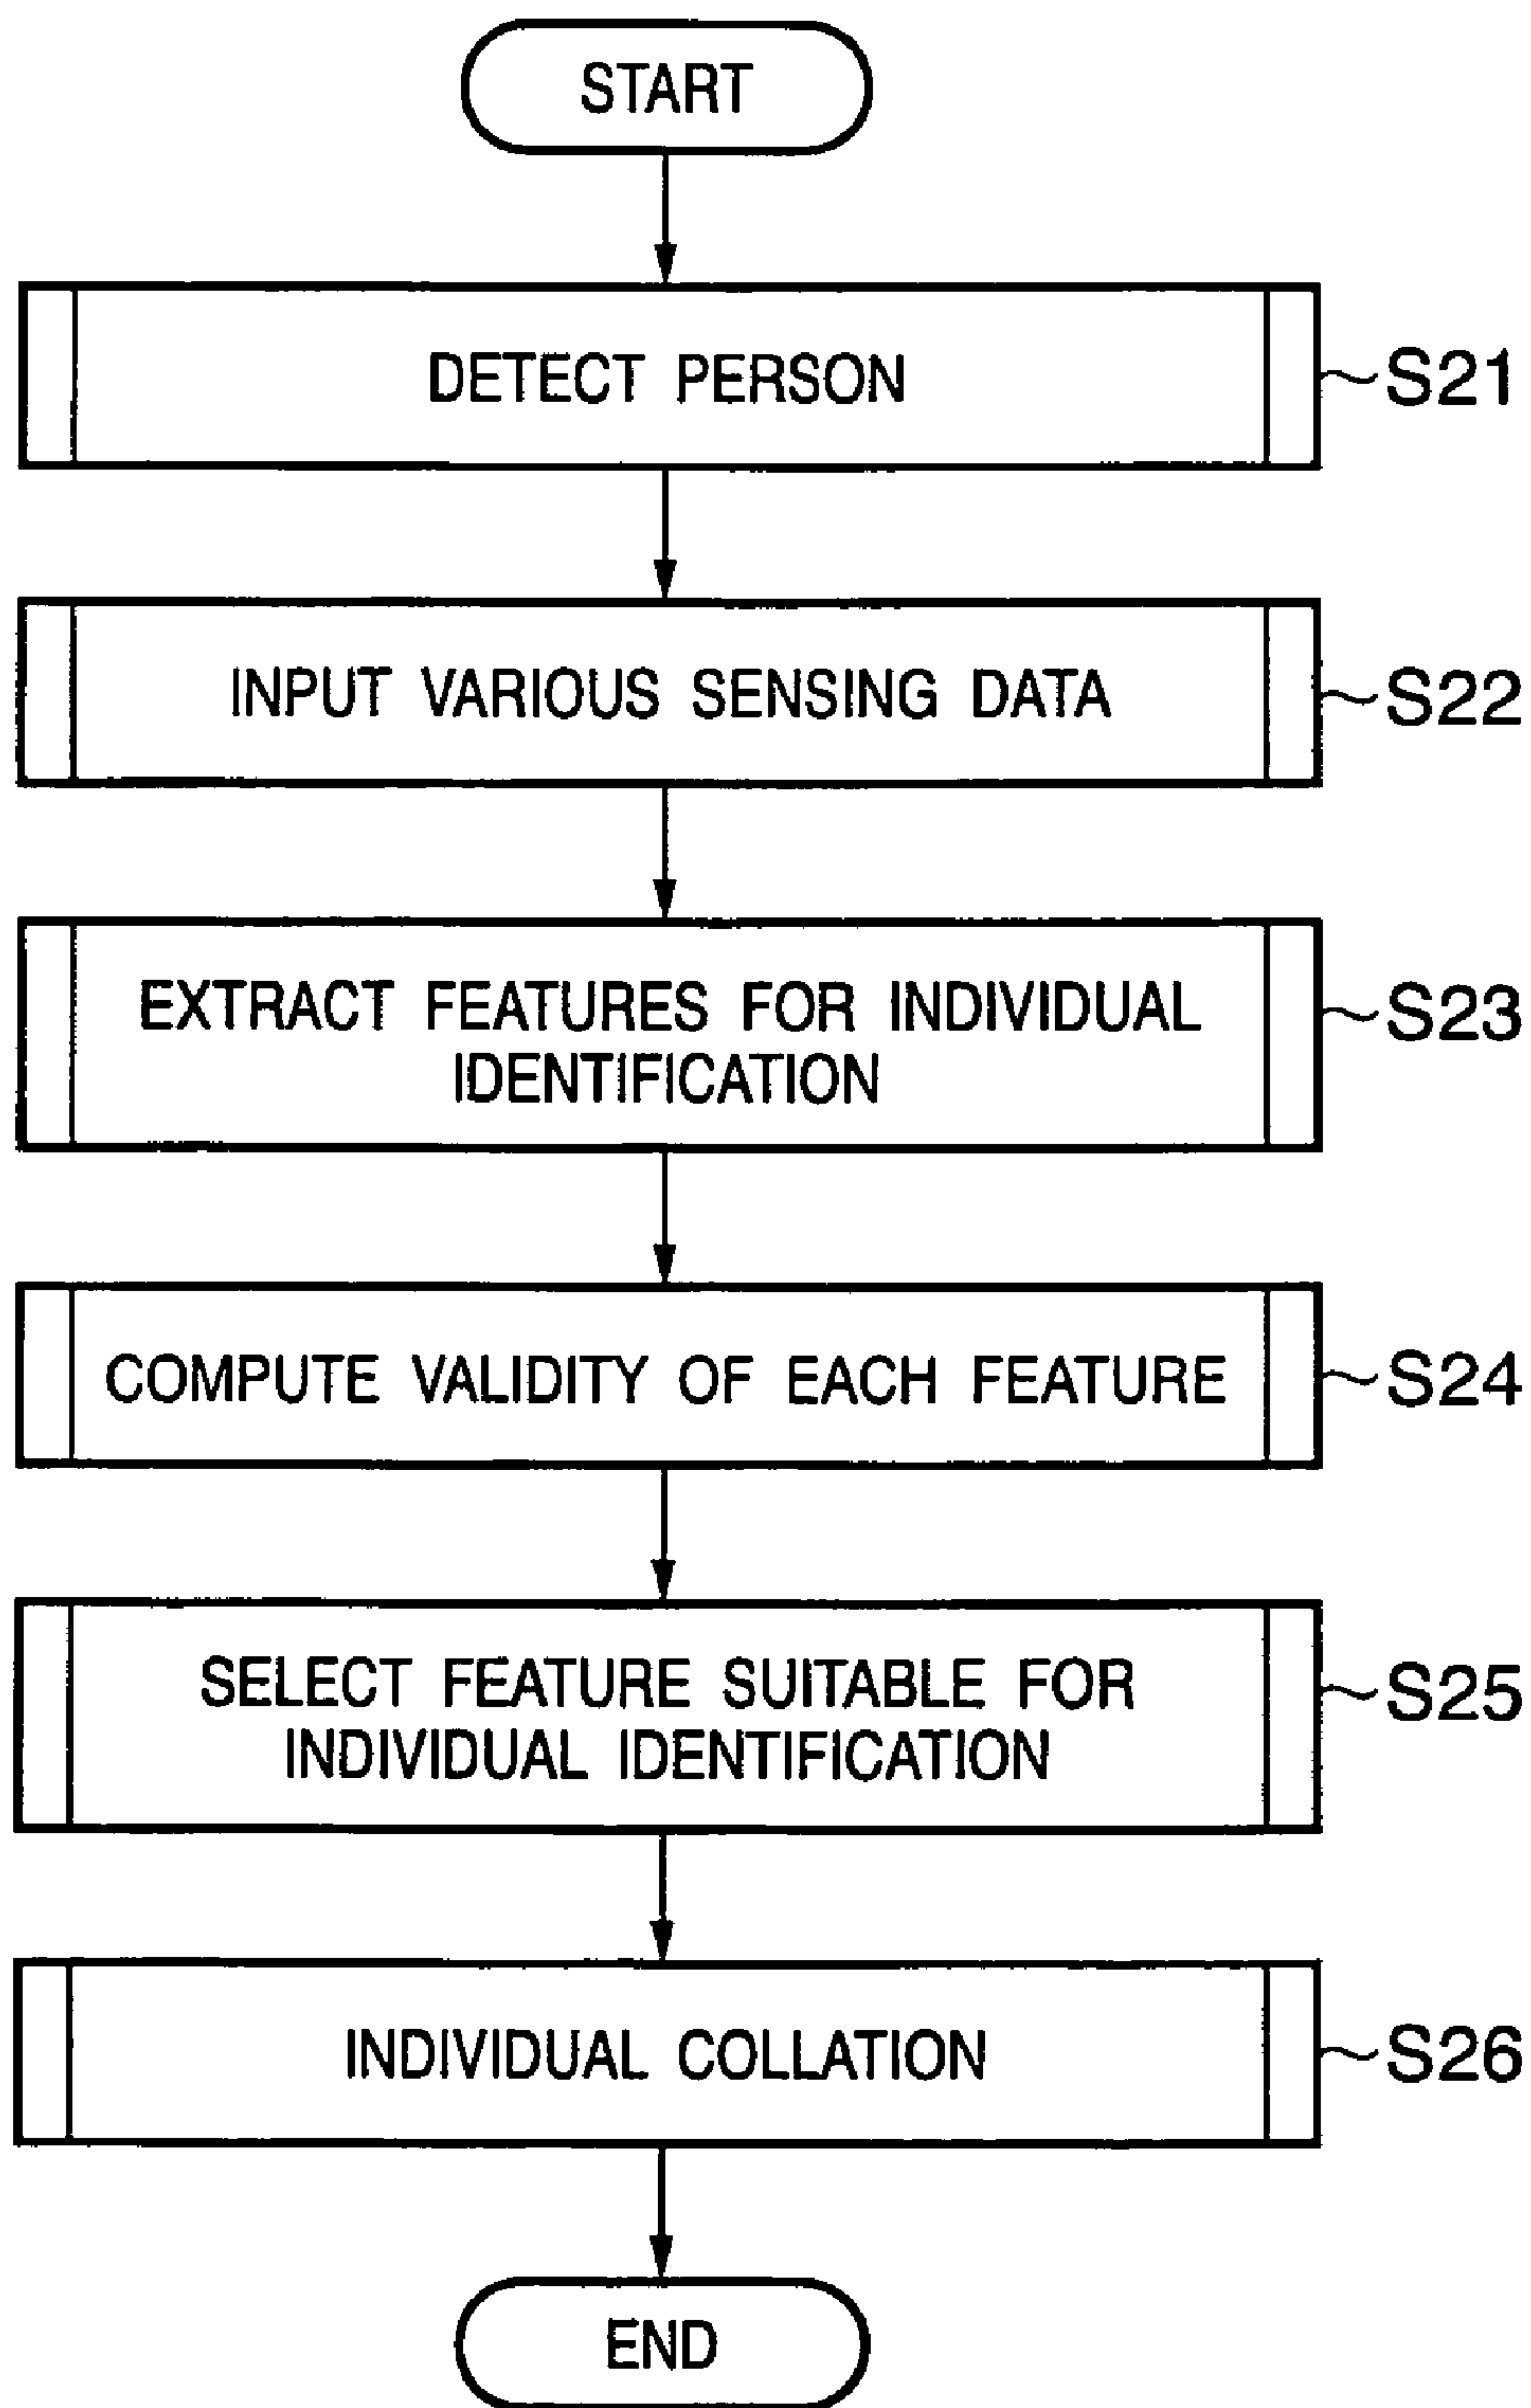 START
DETECT PERSON
S21
INPUT VARIOUS SENSING DATA
S22
EXTRACT FEATURES FOR INDIVIDUAL
IDENTIFICATION
S23
COMPUTE VALIDITY OF EACH FEATURE
S24
SELECT FEATURE SUITABLE FOR
INDIVIDUAL IDENTIFICATION
S25
INDIVIDUAL COLLATION
S26
END